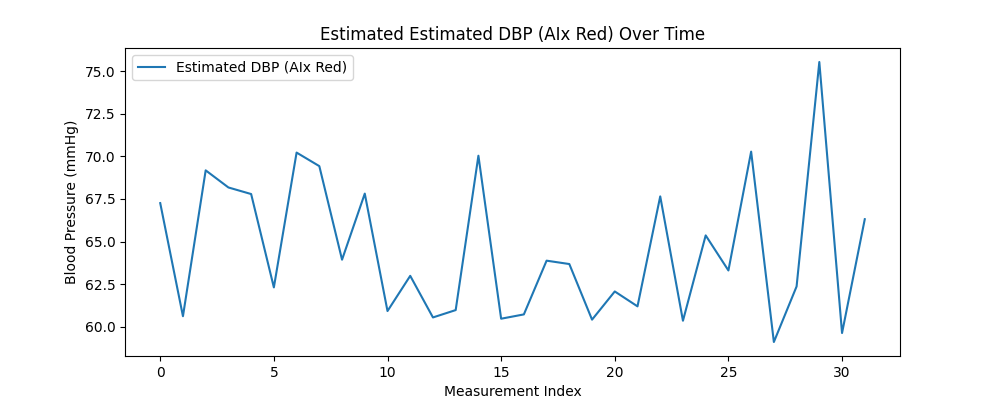 Estimated Estimated DBP (AIx Red) Over Time
Estimated DBP (AIx Red)
Blood Pressure (mmHg)
75.0
72.5
70.0
67.5
65.0
62.5
60.0
0 5 10 15 20 25 30
Measurement Index